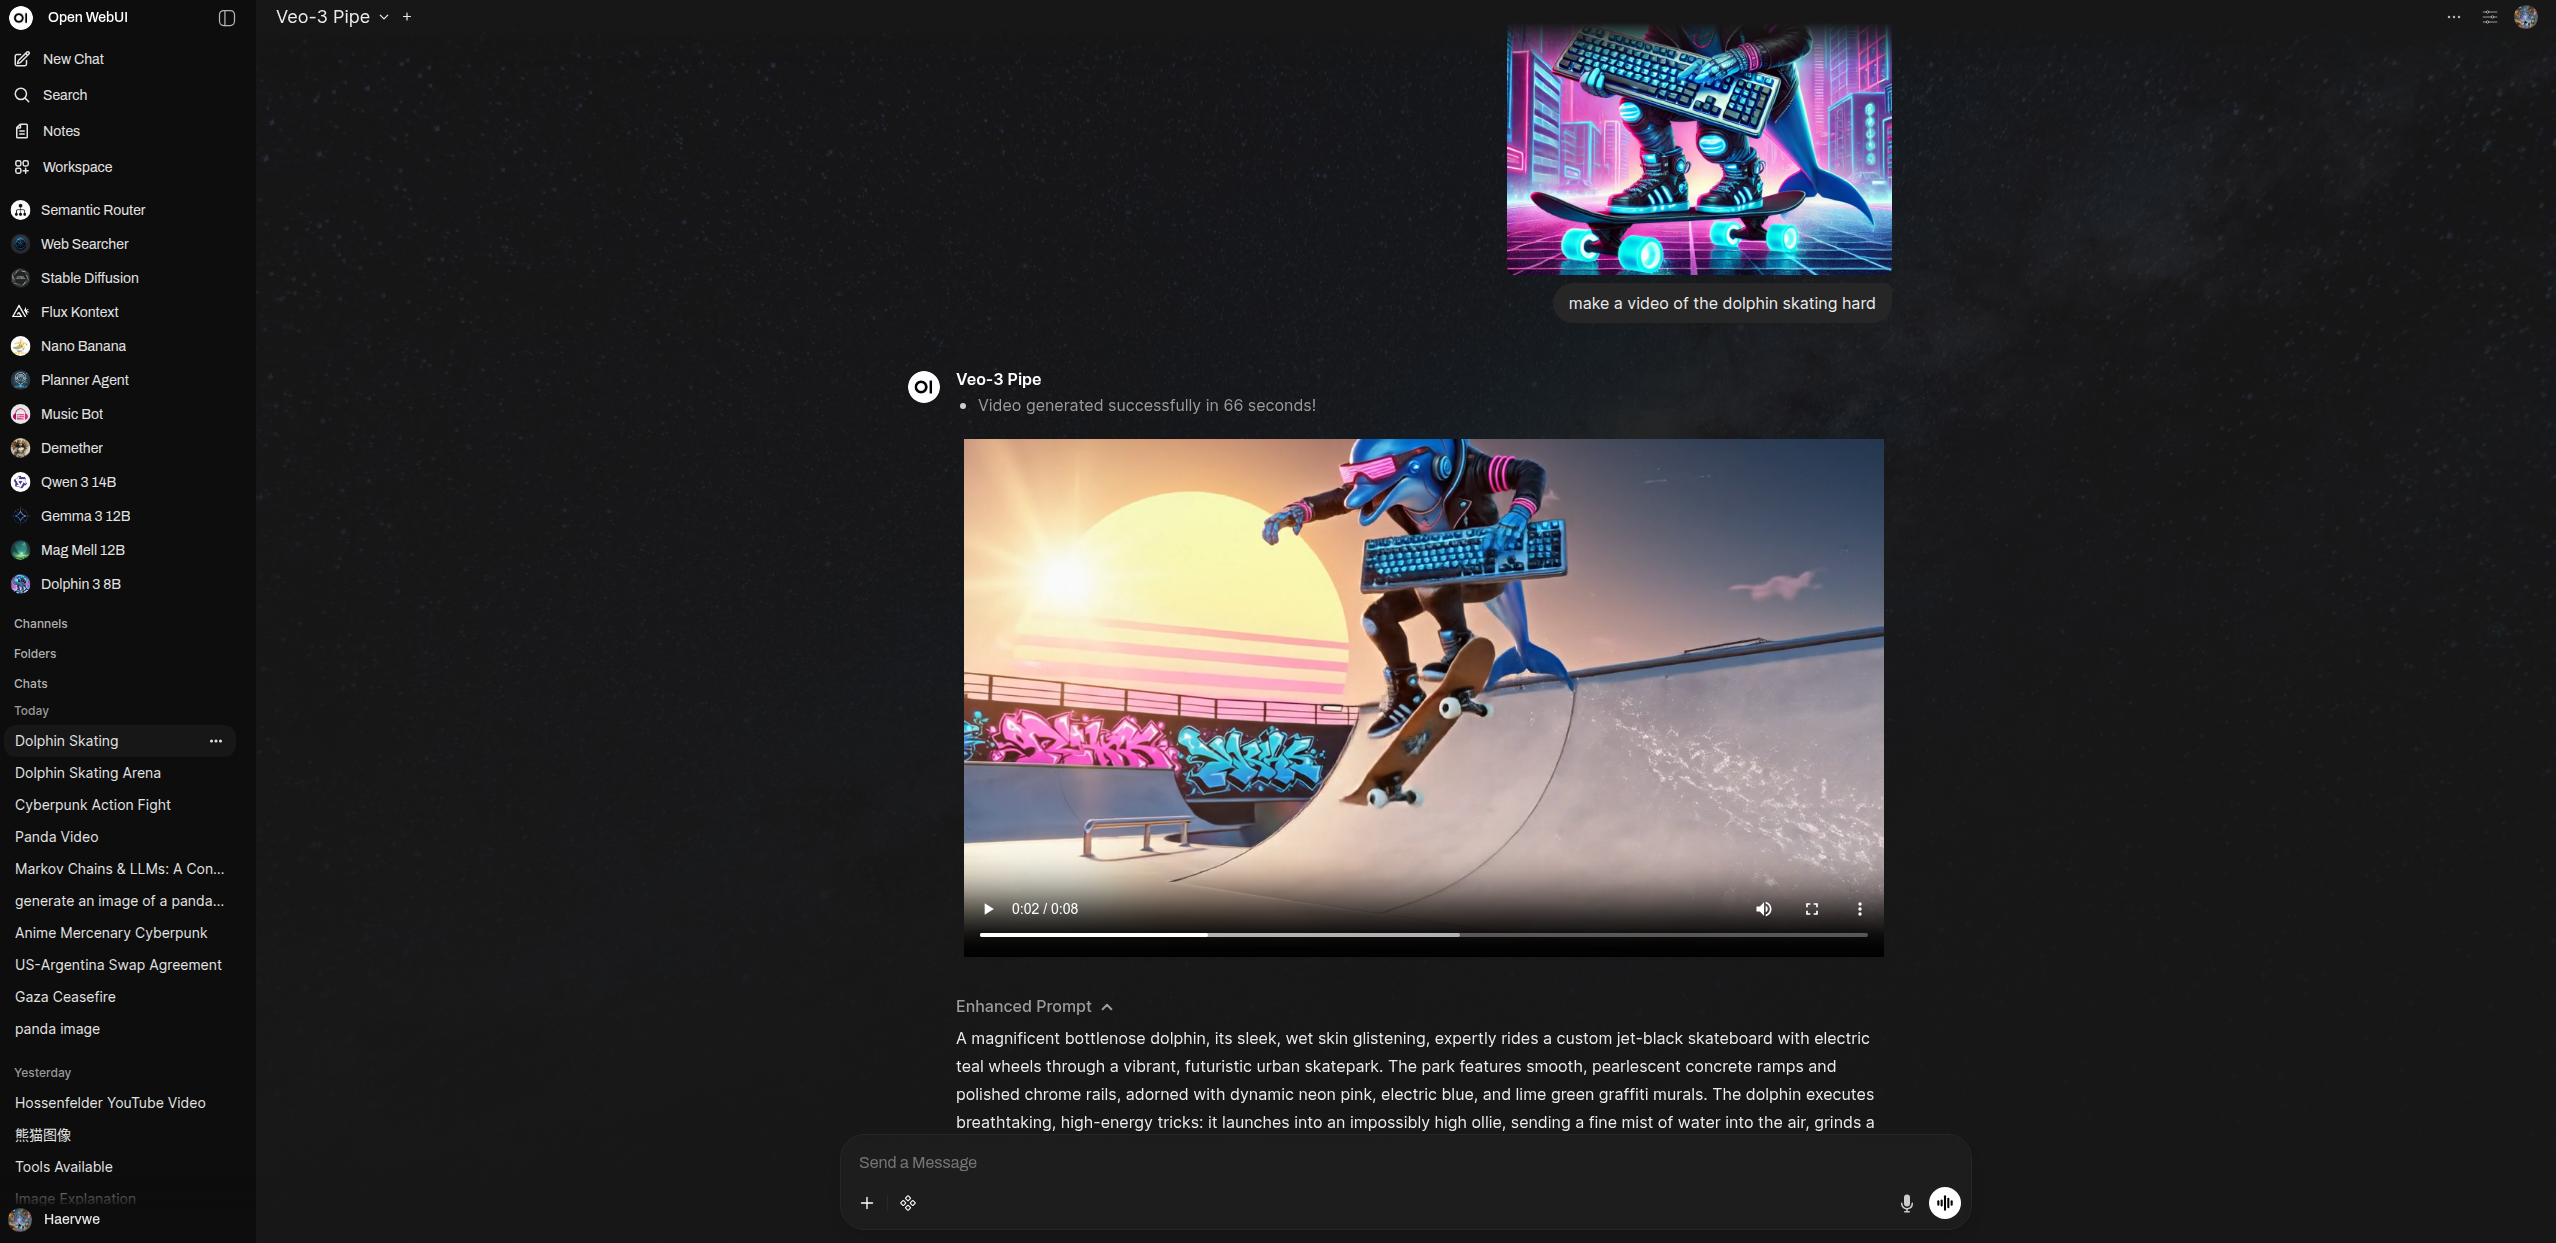 OI Open WebUI
New Chat
Search
Notes
Workspace
Semantic Router
Web Searcher
Stable Diffusion
Flux Kontext
Nano Banana
Planner Agent
Music Bot
Demether
Qwen 3 14B
Gemma 3 12B
Mag Mell 12B
Dolphin 3 8B
Channels
Folders
Chats
Today
Dolphin Skating
Dolphin Skating Arena
Cyberpunk Action Fight
Panda Video
Markov Chains & LLMs: A Con...
generate an image of a panda...
Anime Mercenary Cyberpunk
US-Argentina Swap Agreement
Gaza Ceasefire
panda image
Yesterday
Hossenfelder YouTube Video
熊猫图像
Tools Available
Image Explanation
Haervwe
Veo-3 Pipe
make a video of the dolphin skating hard
OI Veo-3 Pipe
Video generated successfully in 66 seconds!
0:02 / 0:08
Enhanced Prompt
A magnificent bottlenose dolphin, its sleek, wet skin glistening, expertly rides a custom jet-black skateboard with electric
teal wheels through a vibrant, futuristic urban skatepark. The park features smooth, pearlescent concrete ramps and
polished chrome rails, adorned with dynamic neon pink, electric blue, and lime green graffiti murals. The dolphin executes
breathtaking, high-energy tricks: it launches into an impossibly high ollie, sending a fine mist of water into the air, grinds a
Send a Message